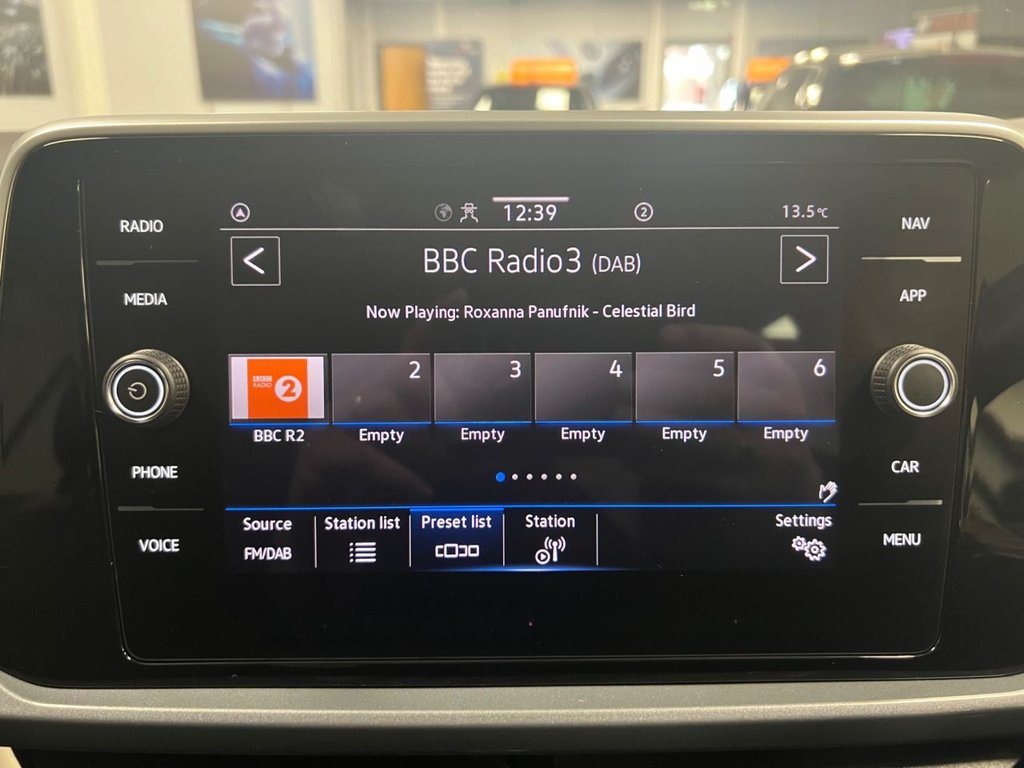 RADIO
MEDIA
PHONE
VOICE
12:39
2
13.5°C
<
BBC Radio3 (DAB)
>
Now Playing: Roxanna Panufnik - Celestial Bird
BBC RADIO 2
2
3
4
5
6
BBC R2
Empty
Empty
Empty
Empty
Empty
Source
FM/DAB
Station list
Preset list
Station
Settings
NAV
APP
CAR
MENU